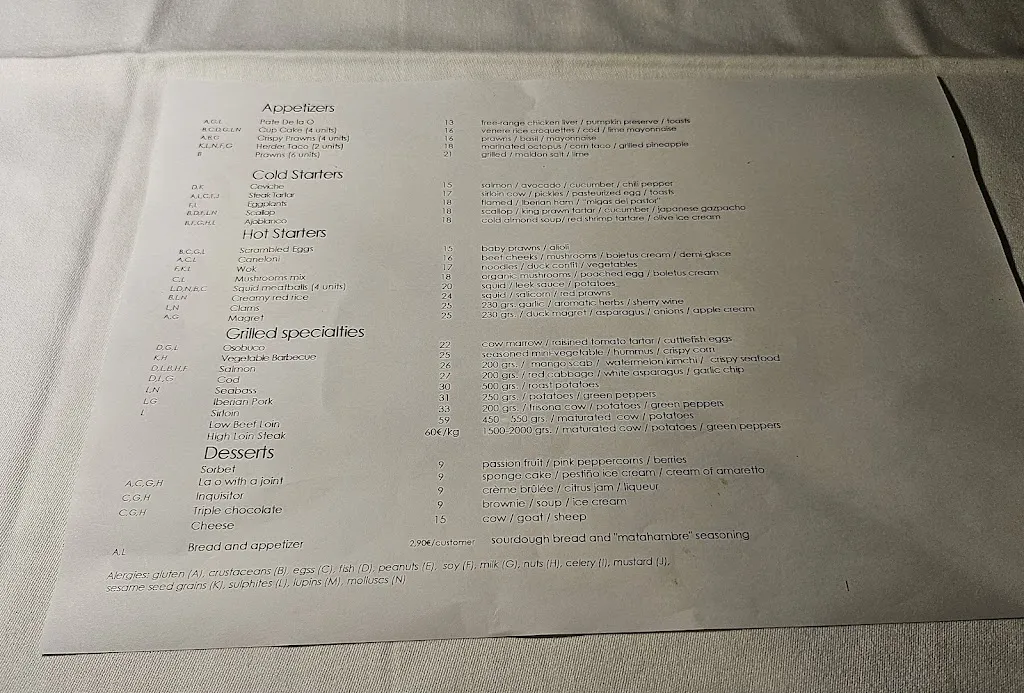 Appetizers
A,G,L Pate De la O 13 free-range chicken liver / pumpkin preserve / toasts
B,C,D,G,L,N Cup Cake (4 units) 16 venere rice croquettes / cod / lime mayonnaise
A,B,G Crispy Prawns (4 units) 16 prawns / basil / mayonnaise
K,L,N,F,G Herder Taco (2 units) 18 marinated octopus / corn taco / grilled pineapple
B Prawns (6 units) 21 grilled / maldon salt / lime
Cold Starters
D,K Ceviche 15 salmon / avocado / cucumber / chili pepper
Steak Tartar 17 sirloin cow / pickles / pasteurized egg / toasts
F,L Eggplants 18 flamed / Iberian ham / "migas del pastor"
B,D,F,L,N Scallop 18 scallop / king prawn tartar / cucumber / japanese gazpacho
B,F,G,H,L Ajoblanco 18 cold almond soup/ red shrimp tartare / olive ice cream
Hot Starters
B,C,G,L Scrambled Eggs 15 baby prawns / alioli
A,C,L Caneloni 16 beef cheeks / mushrooms / boletus cream / demi-glace
F,K,L Wok 17 noodles / duck confit / vegetables
C,L Mushrooms mix 18 organic mushrooms / poached egg / boletus cream
L,D,N,B,C Squid meatballs (4 units) 20 squid / leek sauce / potatoes
B,L,N Creamy red rice 24 squid / salicorn / red prawns
L,N Clams 25 230 grs. garlic / aromatic herbs / sherry wine
A,G Magret 25 230 grs. / duck magret / asparagus / onions / apple cream
Grilled specialties
D,G,L Osobuco 22 cow marrow / raisined tomato tartar / cuttlefish eggs
K,H Vegetable Barbecue 25 seasoned mini-vegetable / hummus / crispy corn
D,L,B,H,F Salmon 26 200 grs. / mango scab / watermelon kimchi / crispy seafood
D,L,G Cod 27 200 grs. / red cabbage / white asparagus / garlic chip
L,N Seabass 30 500 grs. / roast potatoes
L,G Iberian Pork 31 250 grs. / potatoes / green peppers
L Sirloin 33 200 grs. / frisona cow / potatoes / green peppers
Low Beef Loin 59 450 - 550 grs. / maturated cow / potatoes
High Loin Steak 60€/kg 1500-2000 grs. / maturated cow / potatoes / green peppers
Desserts
Sorbet 9 passion fruit / pink peppercorns / berries
A,C,G,H La o with a joint 9 sponge cake / pestiño ice cream / cream of amaretto
C,G,H Inquisitor 9 crème brûlée / citrus jam / liqueur
C,G,H Triple chocolate 9 brownie / soup / ice cream
Cheese 15 cow / goat / sheep
A,L Bread and appetizer 2,90€/customer sourdough bread and "matahambre" seasoning
Alergies: gluten (A), crustaceans (B), egss (C), fish (D), peanuts (E), soy (F), milk (G), nuts (H), celery (I), mustard (J),
sesame seed grains (K), sulphites (L), lupins (M), molluscs (N)